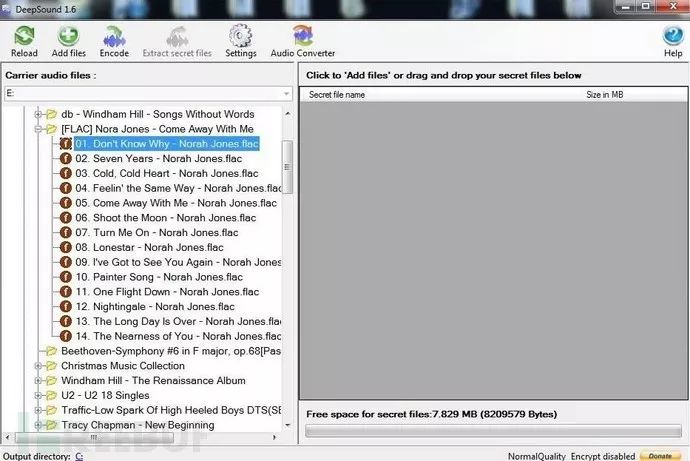 DeepSound 1.6
Reload Add files Encode Extract secret files Settings Audio Converter Help
Carrier audio files :
E:
db - Windham Hill - Songs Without Words
[FLAC] Nora Jones - Come Away With Me
01. Don't Know Why - Norah Jones.flac
02. Seven Years - Norah Jones.flac
03. Cold, Cold Heart - Norah Jones.flac
04. Feelin' the Same Way - Norah Jones.flac
05. Come Away With Me - Norah Jones.flac
06. Shoot the Moon - Norah Jones.flac
07. Turn Me On - Norah Jones.flac
08. Lonestar - Norah Jones.flac
09. I've Got to See You Again - Norah Jones.flac
10. Painter Song - Norah Jones.flac
11. One Flight Down - Norah Jones.flac
12. Nightingale - Norah Jones.flac
13. The Long Day Is Over - Norah Jones.flac
14. The Nearness of You - Norah Jones.flac
Beethoven-Symphony #6 in F major, op.68[Pas
Christmas Music Collection
Windham Hill - The Renaissance Album
U2 - U2 18 Singles
Traffic-Low Spark Of High Heeled Boys DTS(SE
Tracy Chapman - New Beginning
Click to 'Add files' or drag and drop your secret files below
Secret file name Size in MB
Free space for secret files:7.829 MB (8209579 Bytes)
Output directory: C:
NormalQuality Encrypt disabled Donate
REEBUF